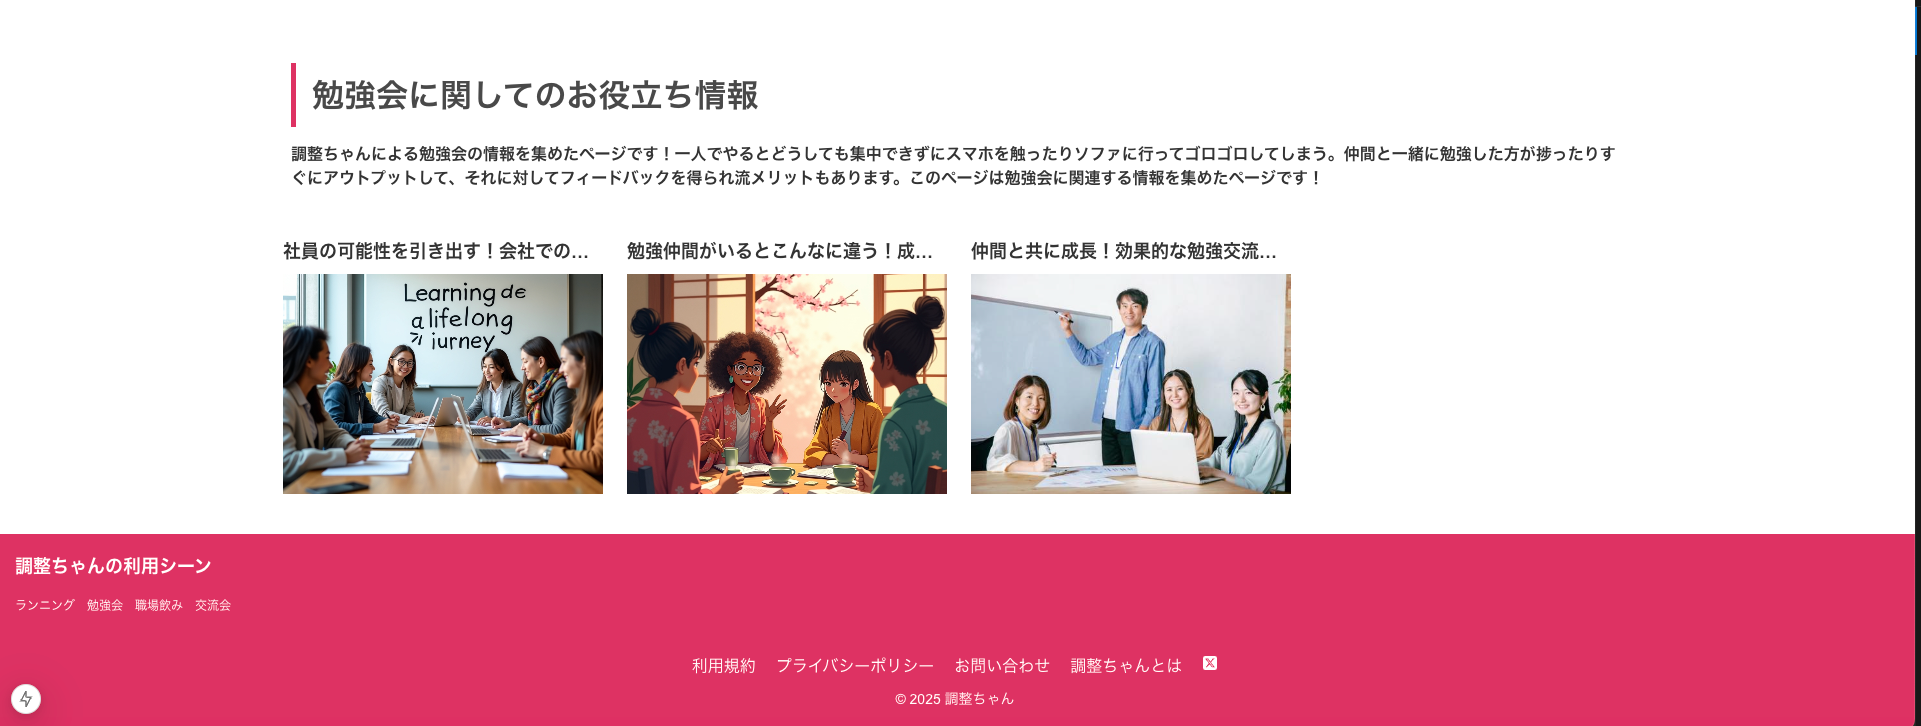 勉強会に関してのお役立ち情報
調整ちゃんによる勉強会の情報を集めたページです！一人でやるとどうしても集中できずにスマホを触ったりソファに行ってゴロゴロしてしまう。仲間と一緒に勉強した方が捗ったりす
ぐにアウトプットして、それに対してフィードバックを得られ流メリットもあります。このページは勉強会に関連する情報を集めたページです！
社員の可能性を引き出す！会社での...
勉強仲間がいるとこんなに違う！成...
仲間と共に成長！効果的な勉強交流...
Learning de
a lifelong
iurney
調整ちゃんの利用シーン
ランニング 勉強会 職場飲み 交流会
利用規約 プライバシーポリシー お問い合わせ 調整ちゃんとは
© 2025 調整ちゃん